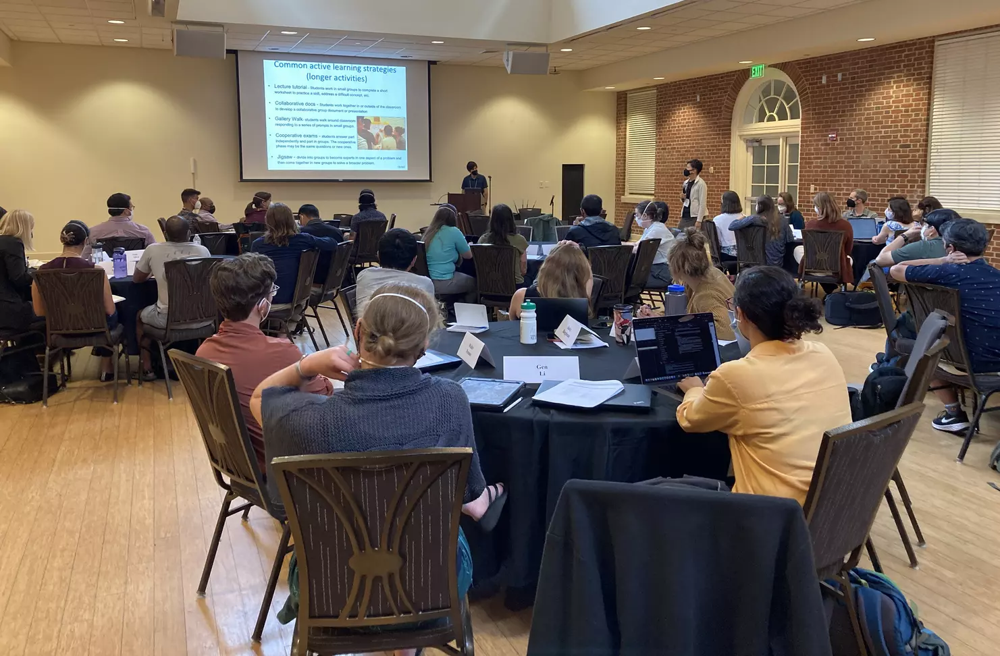 Common active learning strategies
(longer activities)
• Lecture tutorial - Students work in small groups to complete a short
worksheet to practice a skill, address a difficult concept, etc.
• Collaborative docs – Students work together in or outside of the classroom
to develop a collaborative group document or presentation
• Gallery Walk- students walk around classroom
responding to a series of prompts in small groups
• Cooperative exams – students answer part
independently and part in groups. The cooperative
phase may be the same questions or new ones.
• Jigsaw – divide into groups to become experts in one aspect of a problem and
then come together in new groups to solve a broader problem.
EXIT
Gen
Li